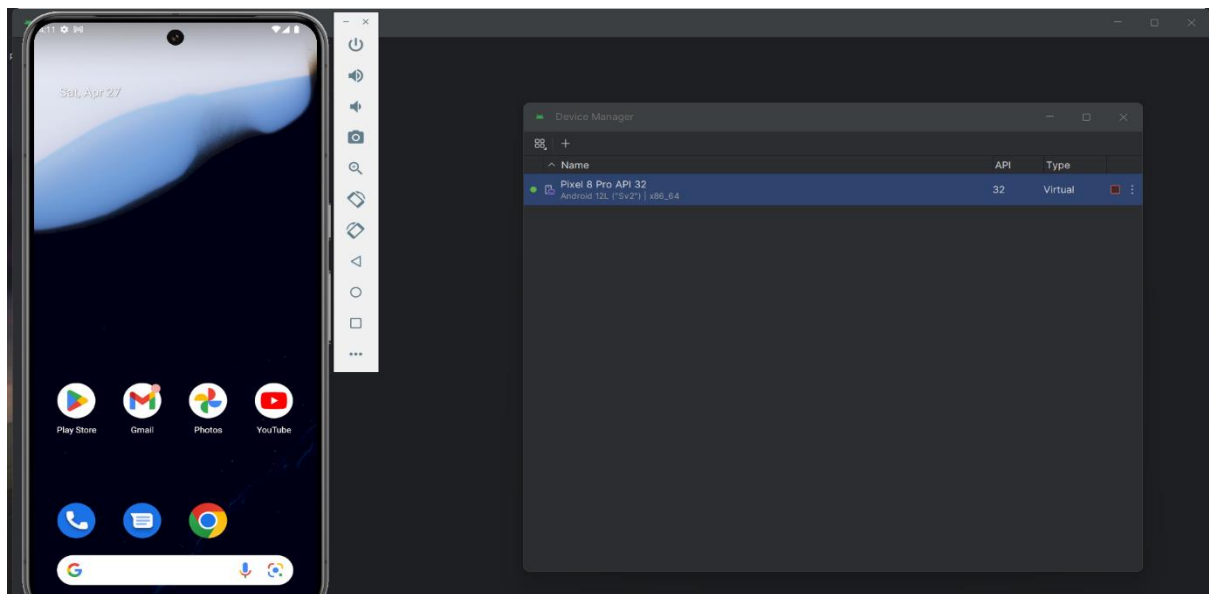 :11
Sat, Apr 27
Play Store
Gmail
Photos
YouTube
G
Device Manager
Name API Type
Pixel 8 Pro API 32
Android 12L ("Sv2") | x86_64
32 Virtual